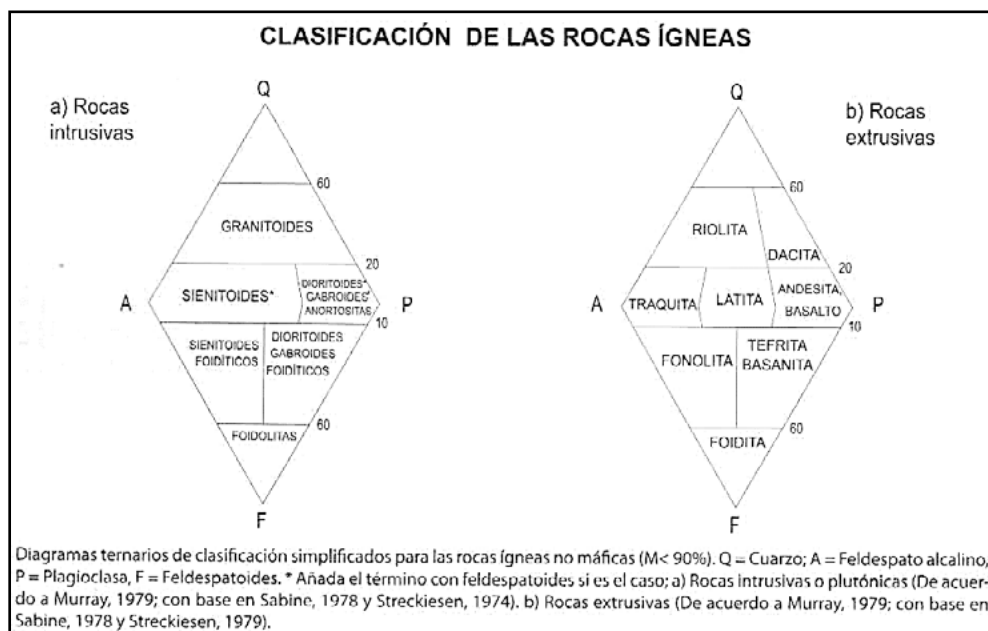 CLASIFICACIÓN DE LAS ROCAS ÍGNEAS
a) Rocas
intrusivas
Q
60
GRANITOIDES
20
A
SIENITOIDES*
DIORITOIDES*
GABROIDES*
ANORTOSITAS
P
10
SIENITOIDES
FOIDÍTICOS
DIORITOIDES
GABROIDES
FOIDÍTICOS
60
FOIDOLITAS
F
b) Rocas
extrusivas
Q
60
RIOLITA
DACITA
20
A
TRAQUITA
LATITA
ANDESITA
BASALTO
P
10
FONOLITA
TEFRITA
BASANITA
60
FOIDITA
F
Diagramas ternarios de clasificación simplificados para las rocas ígneas no máficas (M< 90%). Q = Cuarzo; A = Feldespato alcalino,
P = Plagioclasa, F = Feldespatoides. * Añada el término con feldespatoides si es el caso; a) Rocas intrusivas o plutónicas (De acuer-
do a Murray, 1979; con base en Sabine, 1978 y Streckiesen, 1974). b) Rocas extrusivas (De acuerdo a Murray, 1979; con base en
Sabine, 1978 y Streckiesen, 1979).